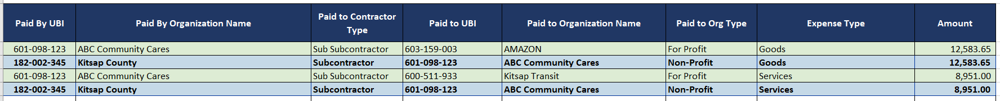 Paid By UBI Paid By Organization Name Paid to Contractor Type Paid to UBI Paid to Organization Name Paid to Org Type Expense Type Amount
601-098-123 ABC Community Cares Sub Subcontractor 603-159-003 AMAZON For Profit Goods 12,583.65
182-002-345 Kitsap County Subcontractor 601-098-123 ABC Community Cares Non-Profit Goods 12,583.65
601-098-123 ABC Community Cares Sub Subcontractor 600-511-933 Kitsap Transit For Profit Services 8,951.00
182-002-345 Kitsap County Subcontractor 601-098-123 ABC Community Cares Non-Profit Services 8,951.00